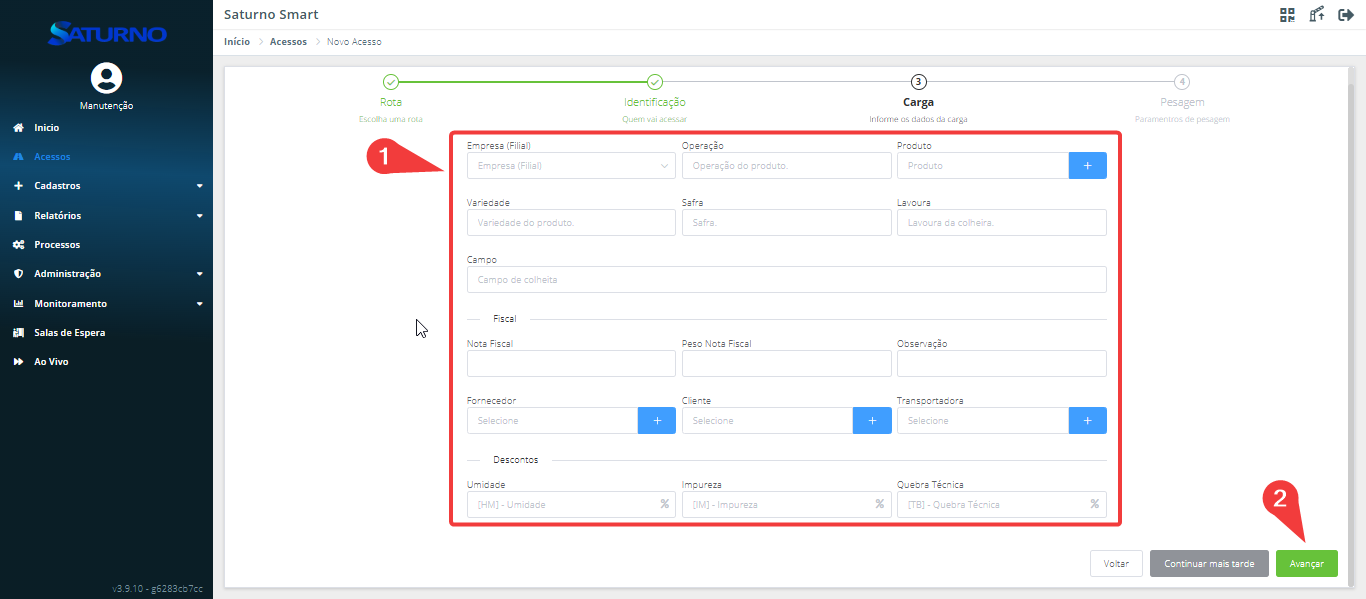 SATURNO
Manutenção
Início
Acessos
Cadastros
Relatórios
Processos
Administração
Monitoramento
Salas de Espera
Ao Vivo
v3.9.10 - g6283cb7cc
Saturno Smart
Início > Acessos > Novo Acesso
3 4
Rota Identificação Carga Pesagem
Escolha uma rota Quem vai acessar Informe os dados da carga Paramentros de pesagem
1
Empresa (Filial) Operação Produto
Empresa (Filial) Operação do produto. Produto +
Variedade Safra Lavoura
Variedade do produto. Safra. Lavoura da colheira.
Campo
Campo de colheita
Fiscal
Nota Fiscal Peso Nota Fiscal Observação
Fornecedor Cliente Transportadora
Selecione + Selecione + Selecione +
Descontos
Umidade Impureza Quebra Técnica
[HM] - Umidade % [IM] - Impureza % [TB] - Quebra Técnica %
2
Voltar Continuar mais tarde Avançar